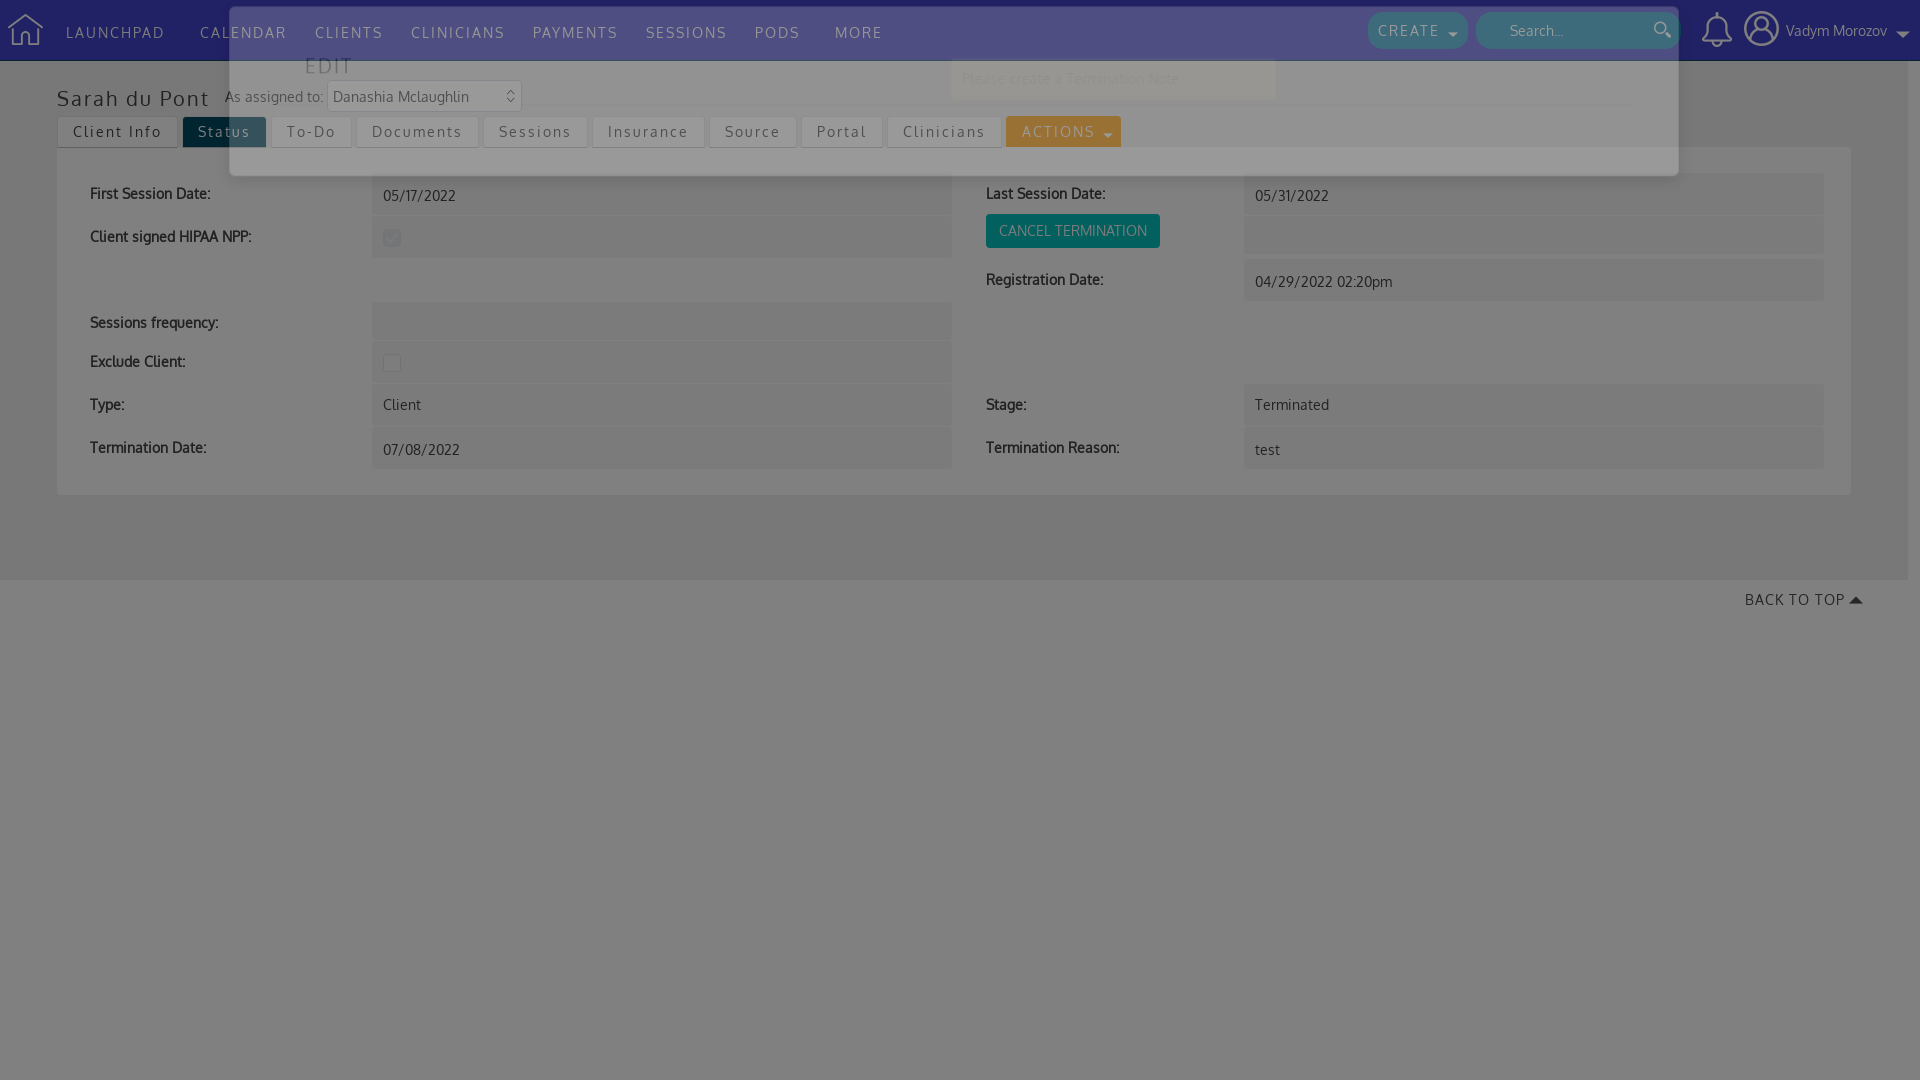 LAUNCHPAD CALENDAR CLIENTS CLINICIANS PAYMENTS SESSIONS PODS MORE CREATE Search... Vadym Morozov
EDIT
Please create a Termination Note
Sarah du Pont As assigned to: Danashia Mclaughlin
Client Info Status To-Do Documents Sessions Insurance Source Portal Clinicians ACTIONS
First Session Date: 05/17/2022 Last Session Date: 05/31/2022
Client signed HIPAA NPP: CANCEL TERMINATION
Registration Date: 04/29/2022 02:20pm
Sessions frequency:
Exclude Client:
Type: Client Stage: Terminated
Termination Date: 07/08/2022 Termination Reason: test
BACK TO TOP